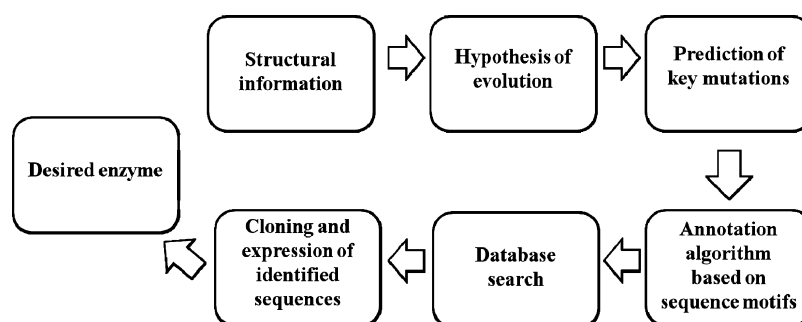 Structural
information
Hypothesis of
evolution
Prediction of
key mutations
Annotation
algorithm
based on
sequence motifs
Database
search
Cloning and
expression of
identified
sequences
Desired enzyme